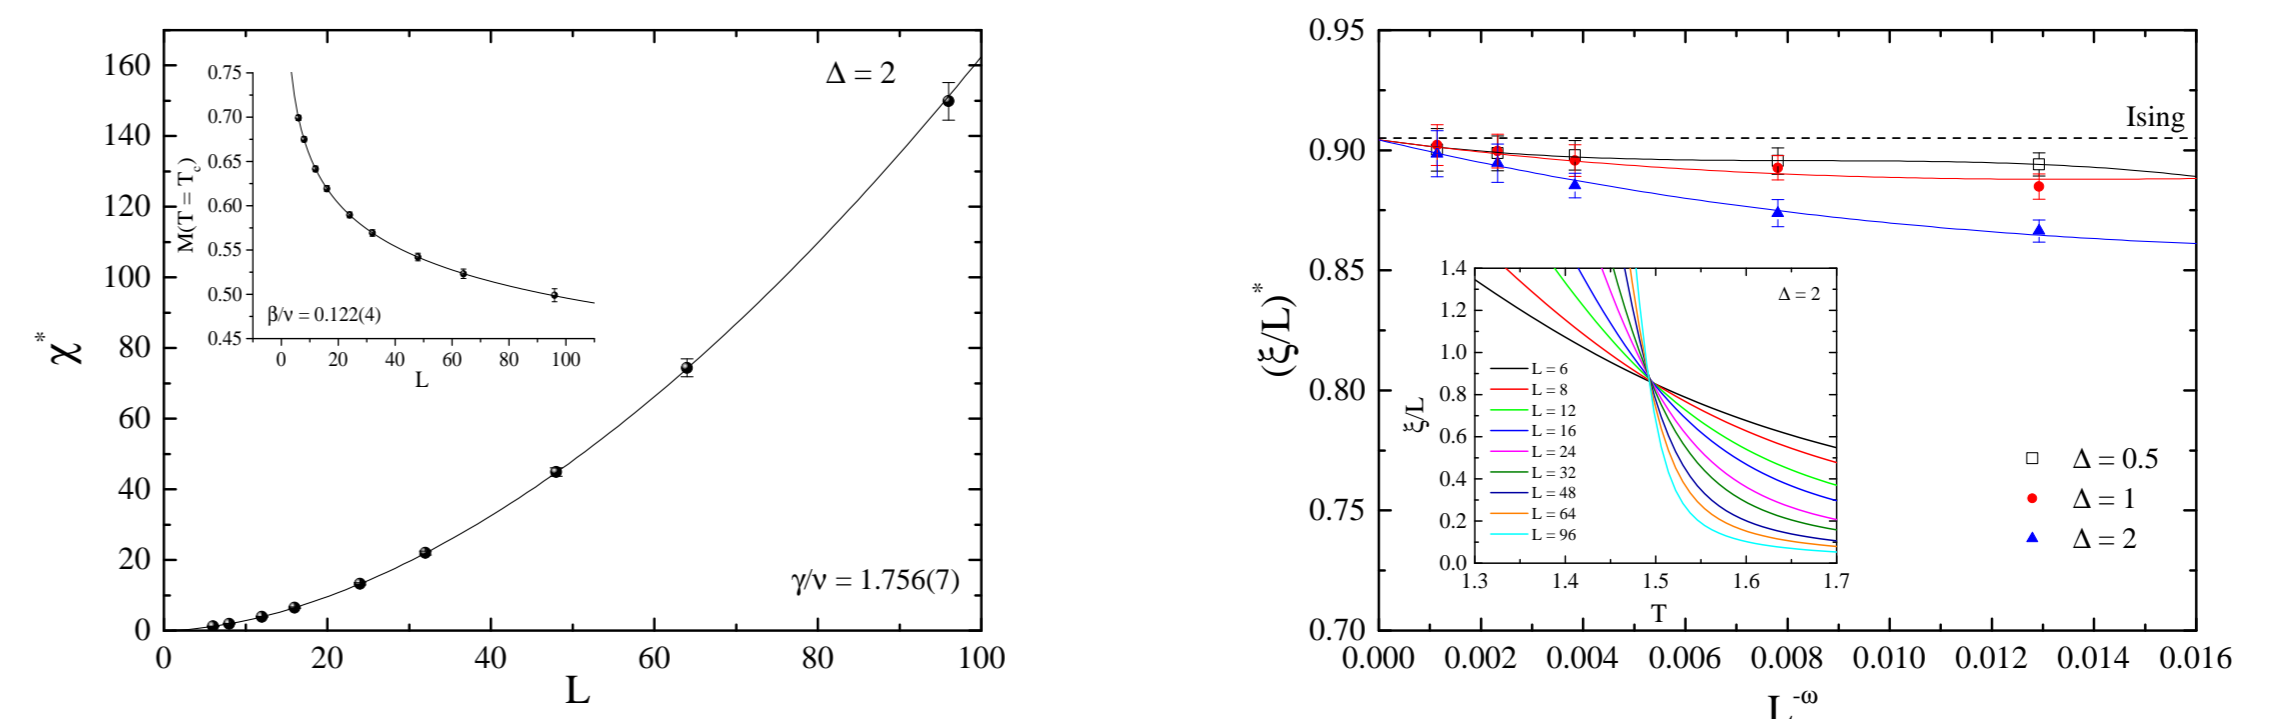 160
140
120
100
80
60
40
20
0
0 20 40 60 80 100
χ*
L
Δ = 2
γ/ν = 1.756(7)
0.75
0.70
0.65
0.60
0.55
0.50
0.45
0 20 40 60 80 100
M(T = Tc)
L
β/ν = 0.122(4)
0.95
0.90
0.85
0.80
0.75
0.70
0.000 0.002 0.004 0.006 0.008 0.010 0.012 0.014 0.016
(ξ/L)*
L-ω
Ising
Δ = 0.5
Δ = 1
Δ = 2
1.4
1.2
1.0
0.8
0.6
0.4
0.2
0.0
1.3 1.4 1.5 1.6 1.7
ξ/L
T
Δ = 2
L = 6
L = 8
L = 12
L = 16
L = 24
L = 32
L = 48
L = 64
L = 96